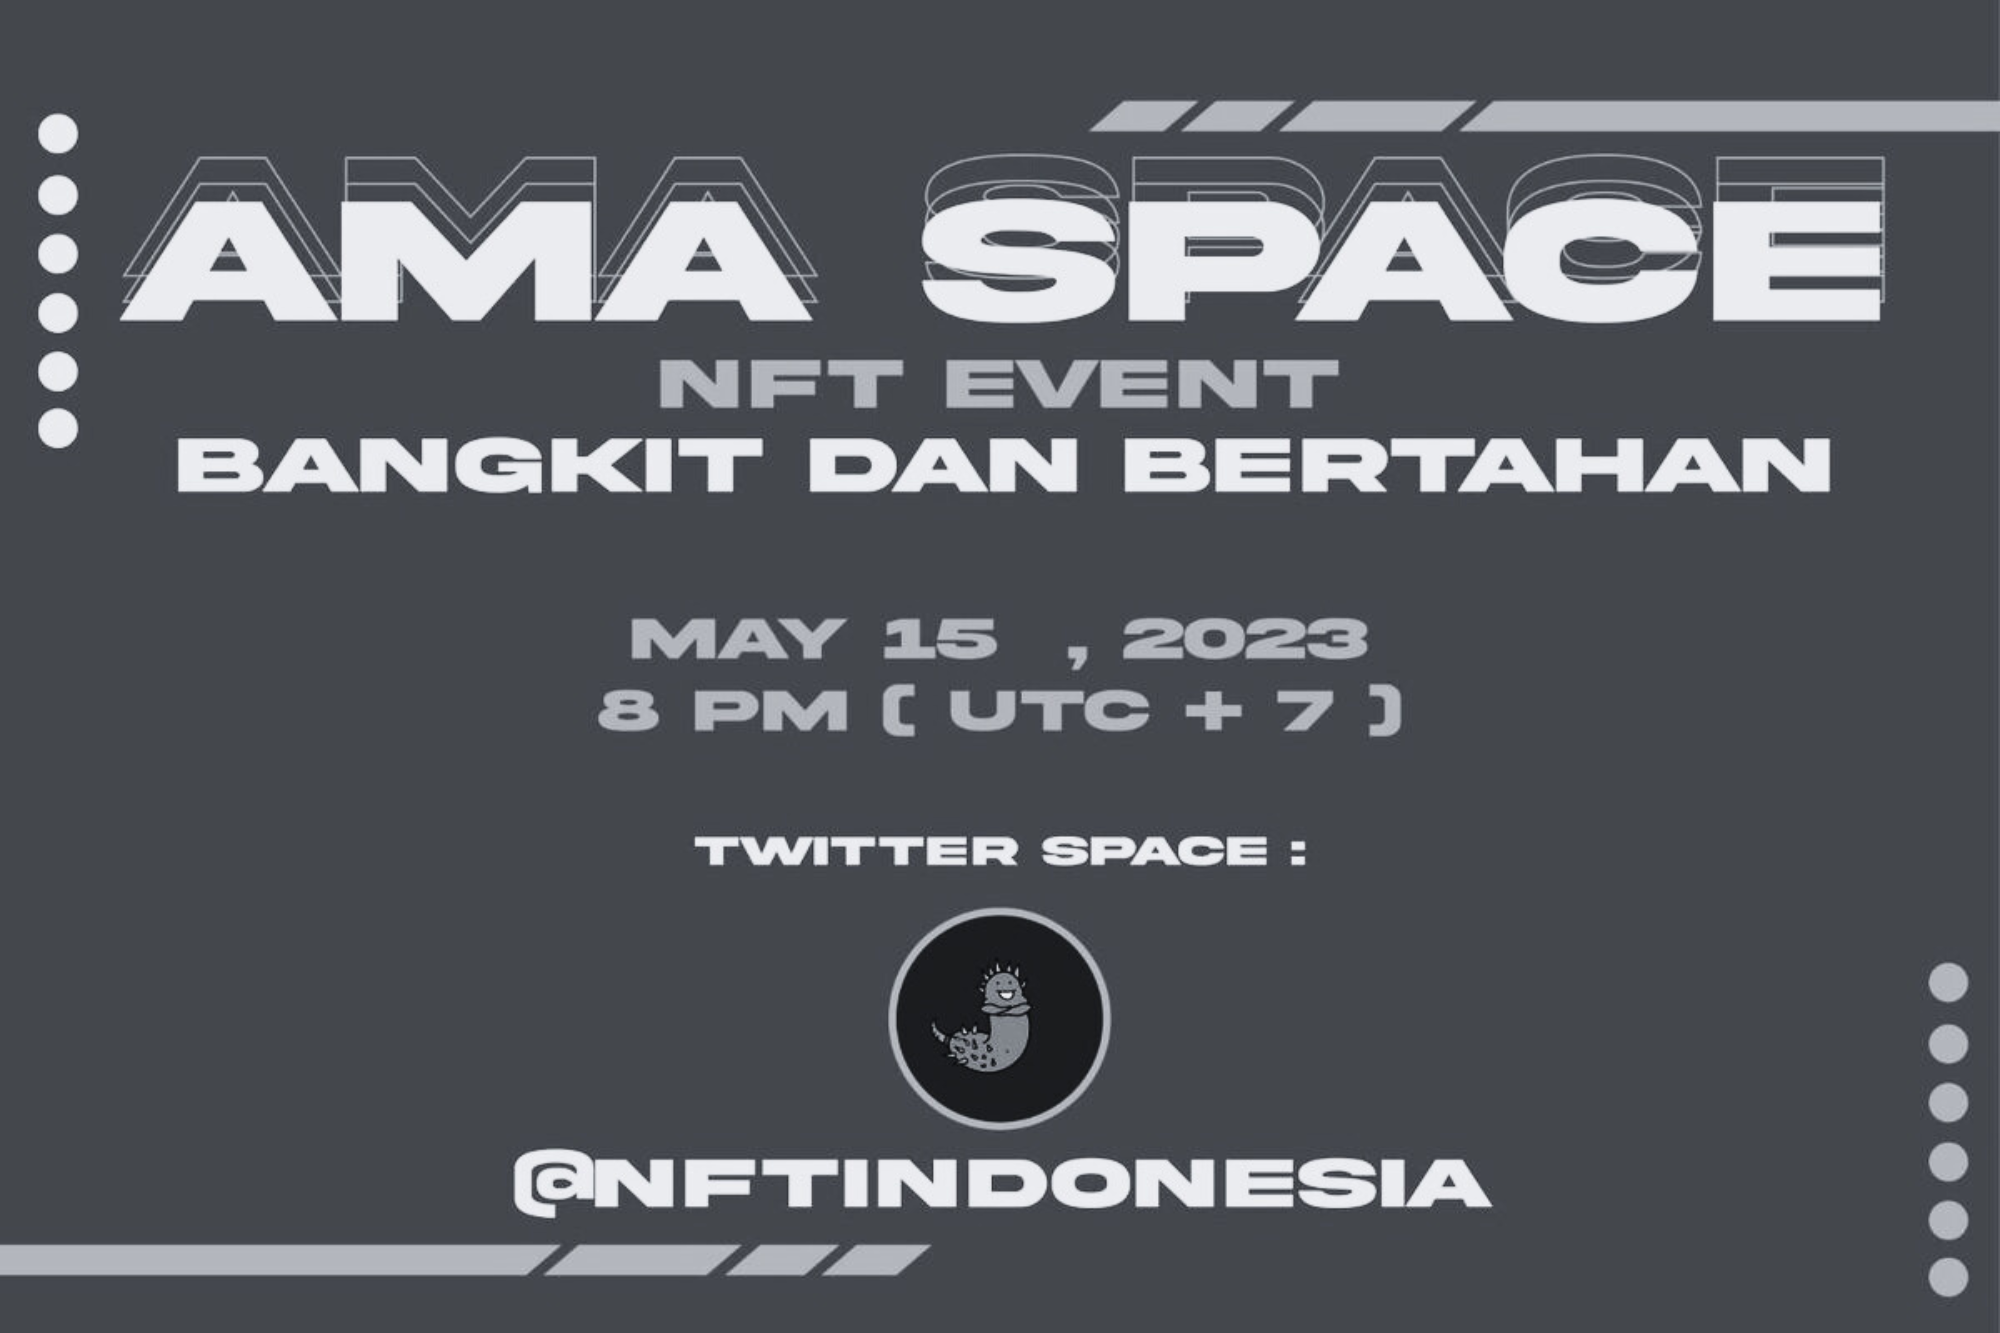 AMA SPACE
NFT EVENT
BANGKIT DAN BERTAHAN
MAY 15 , 2023
8 PM ( UTC + 7 )
TWITTER SPACE :
@NFTINDONESIA